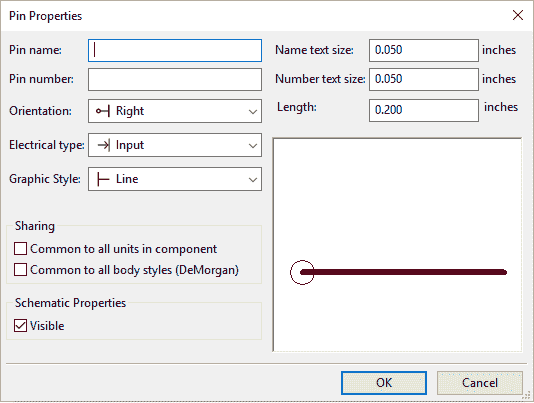 Pin Properties
Pin name:
Name text size: 0.050 inches
Pin number:
Number text size: 0.050 inches
Orientation: Right
Length: 0.200 inches
Electrical type: Input
Graphic Style: Line
Sharing
Common to all units in component
Common to all body styles (DeMorgan)
Schematic Properties
Visible
OK Cancel